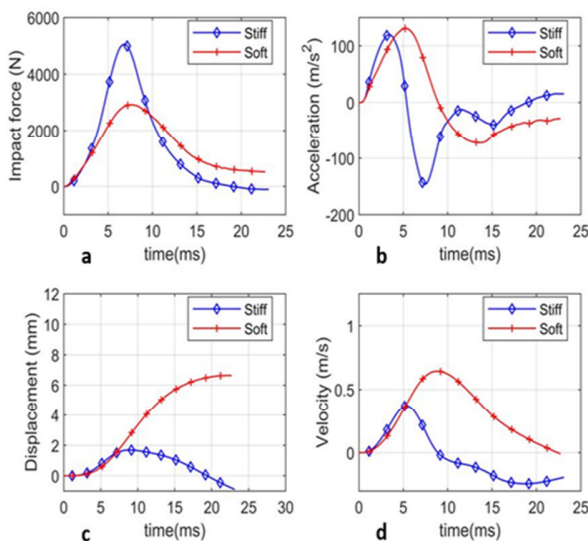 6000
4000
2000
0
Impact force (N)
Stiff
Soft
0 5 10 15 20 25
time(ms)
a
100
0
-100
-200
Acceleration (m/s²)
Stiff
Soft
0 5 10 15 20 25
time(ms)
b
12
10
8
6
4
2
0
Displacement (mm)
Stiff
Soft
0 5 10 15 20 25 30
time(ms)
c
1
0.5
0
Velocity (m/s)
Stiff
Soft
0 5 10 15 20 25
time(ms)
d